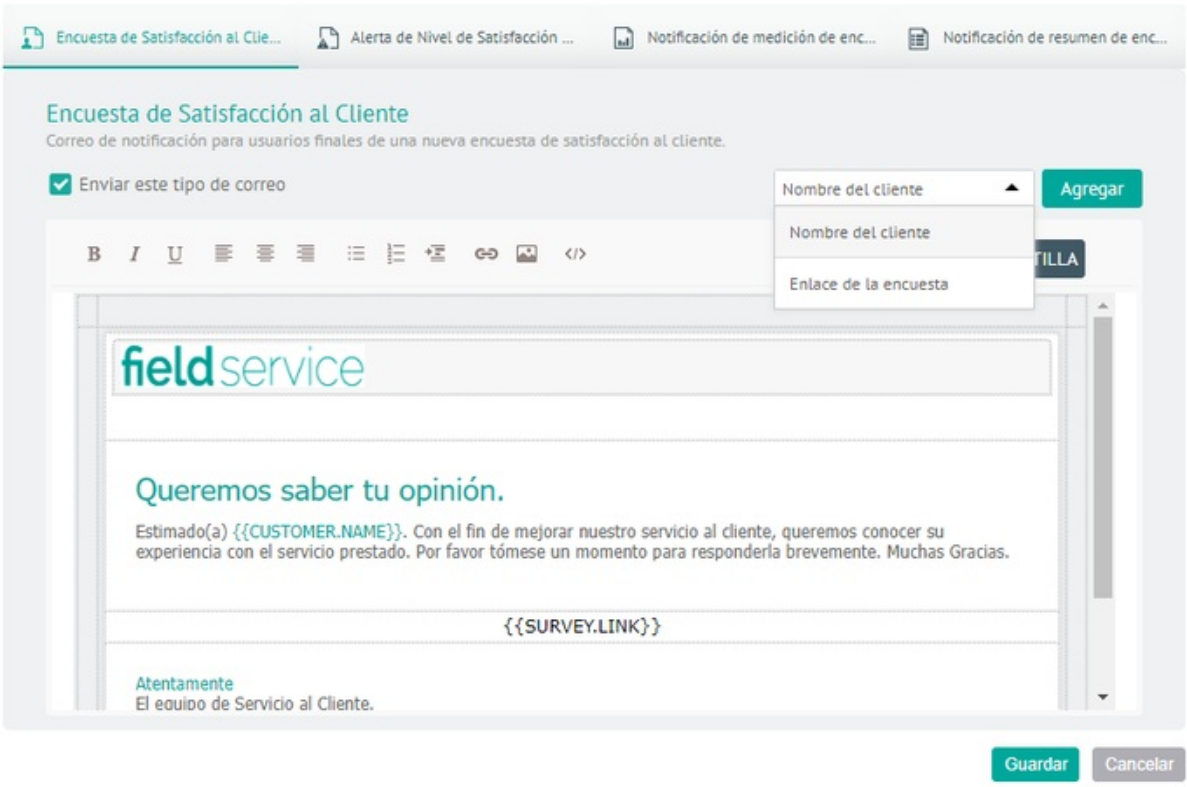 Encuesta de Satisfacción al Clie...
Alerta de Nivel de Satisfacción ...
Notificación de medición de enc...
Notificación de resumen de enc...
Encuesta de Satisfacción al Cliente
Correo de notificación para usuarios finales de una nueva encuesta de satisfacción al cliente.
Enviar este tipo de correo
Nombre del cliente
Agregar
Nombre del cliente
Enlace de la encuesta
B I U
TILLA
fieldservice
Queremos saber tu opinión.
Estimado(a) {{CUSTOMER.NAME}}. Con el fin de mejorar nuestro servicio al cliente, queremos conocer su
experiencia con el servicio prestado. Por favor tómese un momento para responderla brevemente. Muchas Gracias.
{{SURVEY.LINK}}
Atentamente
El equipo de Servicio al Cliente.
Guardar
Cancelar